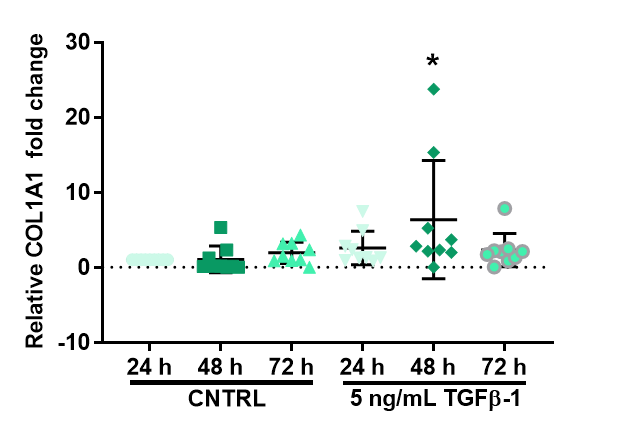 Relative COL1A1 fold change
30
20
10
0
-10
*
24 h 48 h 72 h 24 h 48 h 72 h
CNTRL 5 ng/mL TGFβ-1